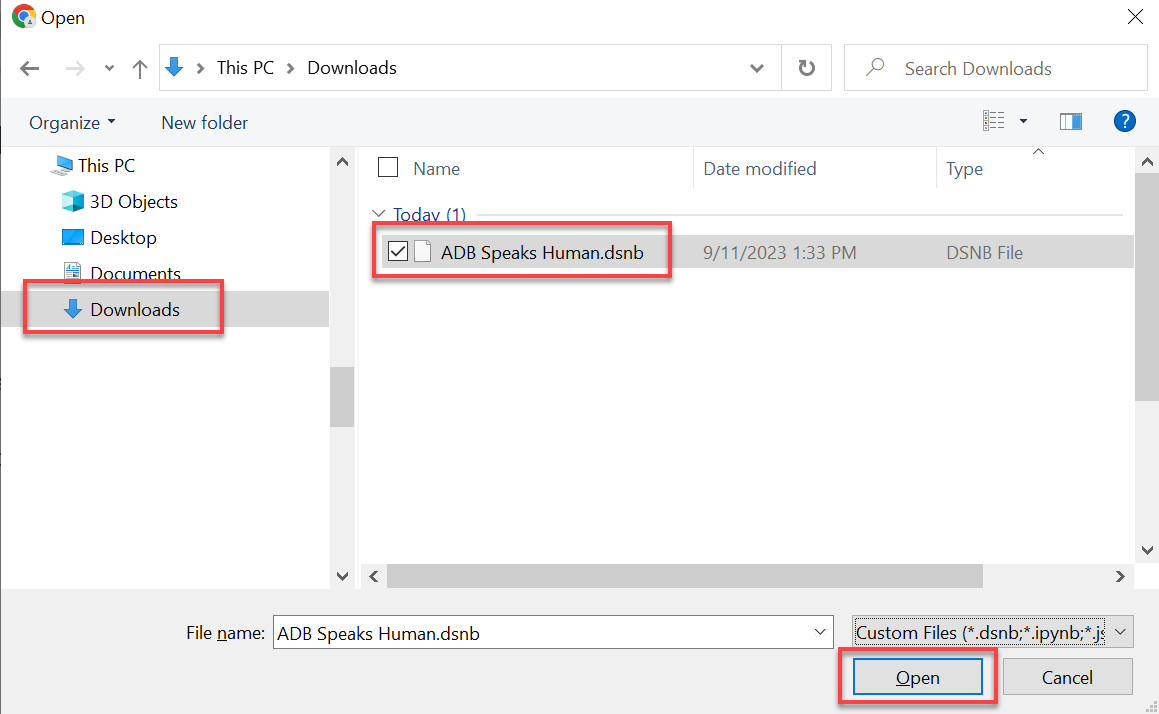 Open
This PC Downloads
Search Downloads
Organize New folder
?
This PC
3D Objects
Desktop
Documents
Downloads
Name Date modified Type
Today (1)
ADB Speaks Human.dsnb 9/11/2023 1:33 PM DSNB File
File name: ADB Speaks Human.dsnb Custom Files (*.dsnb;*.ipynb;*.js
Open Cancel